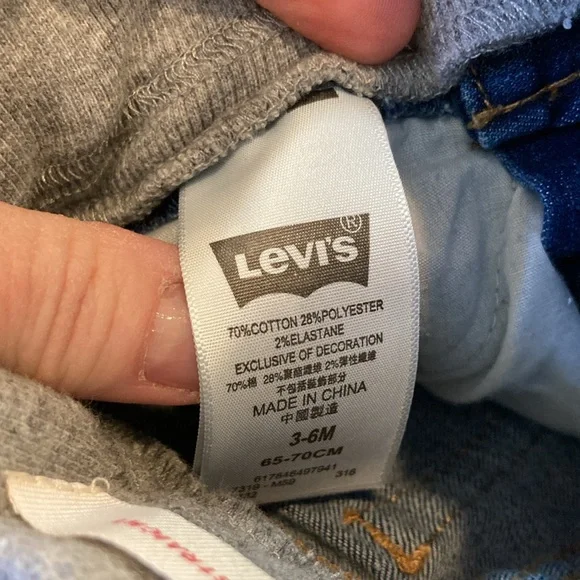 Levi's®
70%COTTON 28%POLYESTER
2%ELASTANE
EXCLUSIVE OF DECORATION
70%棉 28%聚酯纖維 2%彈性纖維
不包括裝飾部分
MADE IN CHINA
中國製造
3-6M
65-70CM
617846497941
316